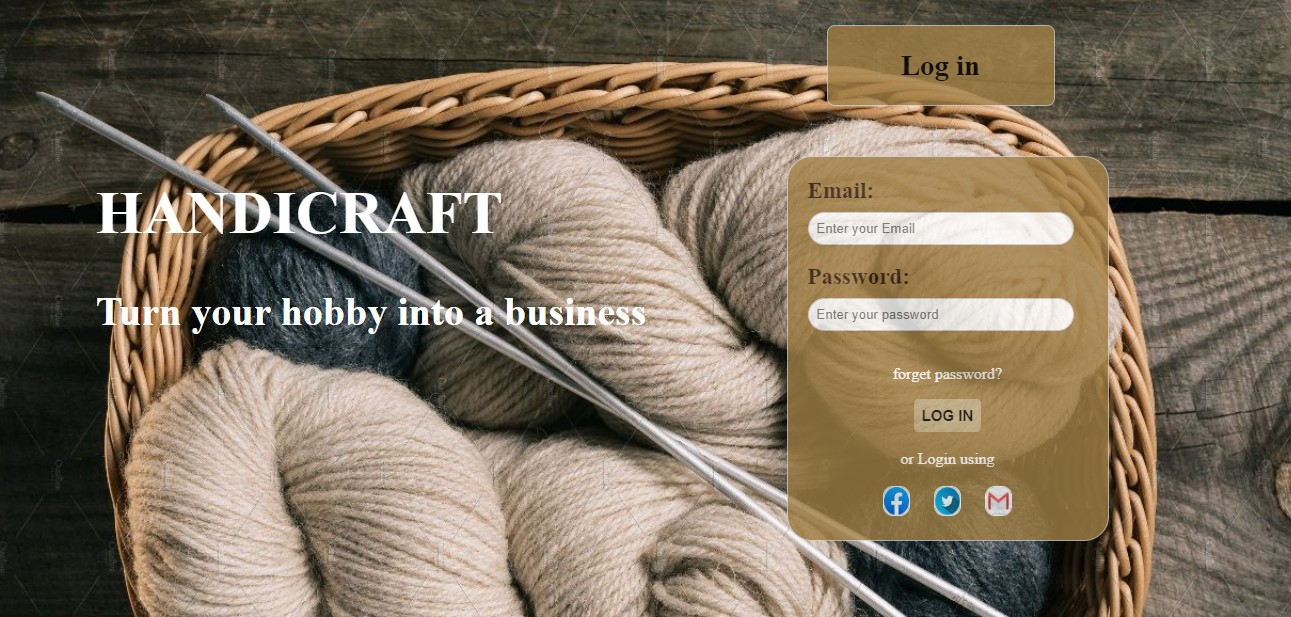 Log in
HANDICRAFT
Turn your hobby into a business
Email:
Enter your Email
Password:
Enter your password
forget password?
LOG IN
or Login using